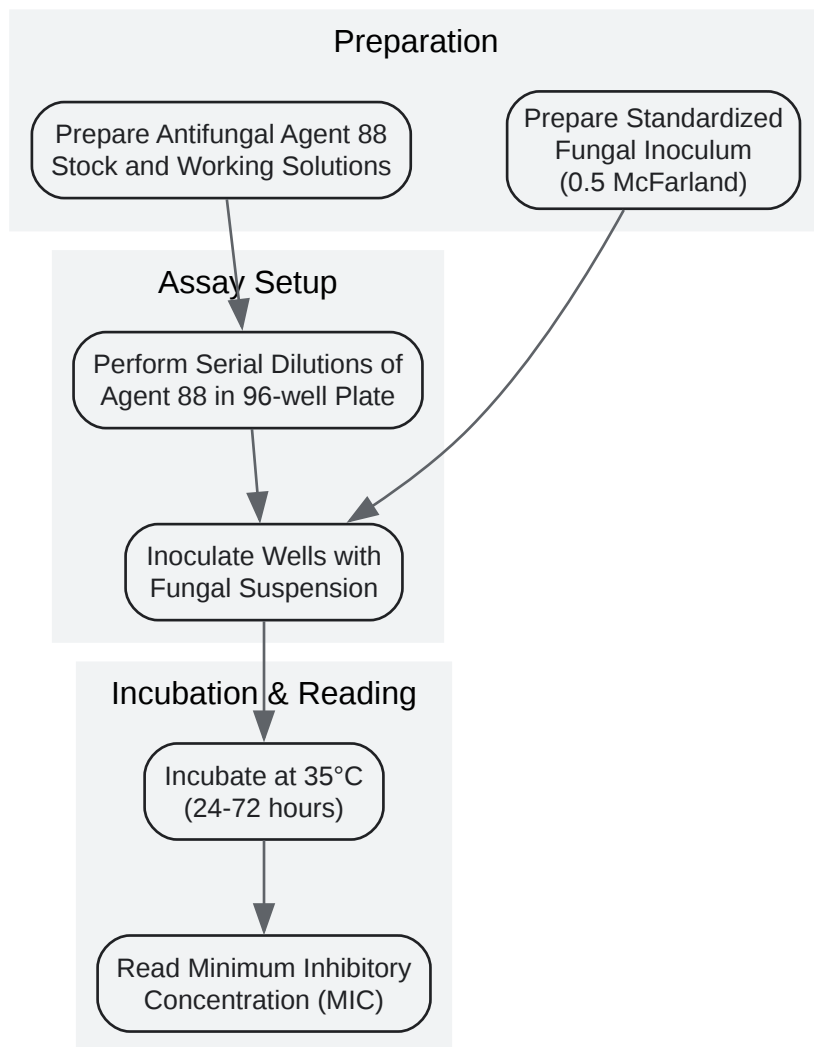 Preparation
Prepare Antifungal Agent 88
Stock and Working Solutions
Prepare Standardized
Fungal Inoculum
(0.5 McFarland)
Assay Setup
Perform Serial Dilutions of
Agent 88 in 96-well Plate
Inoculate Wells with
Fungal Suspension
Incubation & Reading
Incubate at 35°C
(24-72 hours)
Read Minimum Inhibitory
Concentration (MIC)